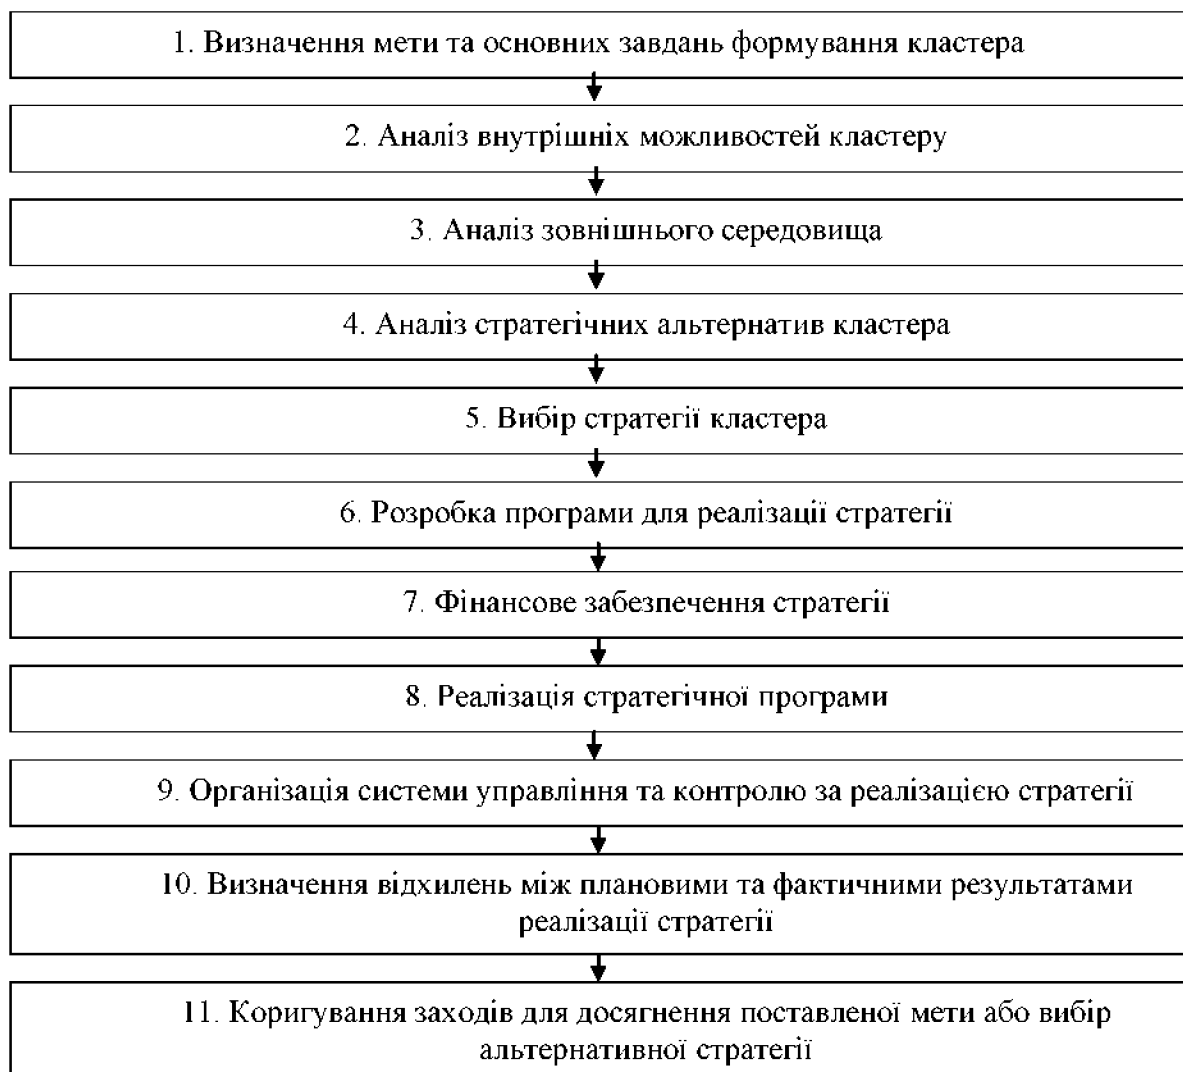 1. Визначення мети та основних завдань формування кластера
2. Аналіз внутрішніх можливостей кластеру
3. Аналіз зовнішнього середовища
4. Аналіз стратегічних альтернатив кластера
5. Вибір стратегії кластера
6. Розробка програми для реалізації стратегії
7. Фінансове забезпечення стратегії
8. Реалізація стратегічної програми
9. Організація системи управління та контролю за реалізацією стратегії
10. Визначення відхилень між плановими та фактичними результатами
реалізації стратегії
11. Коригування заходів для досягнення поставленої мети або вибір
альтернативної стратегії